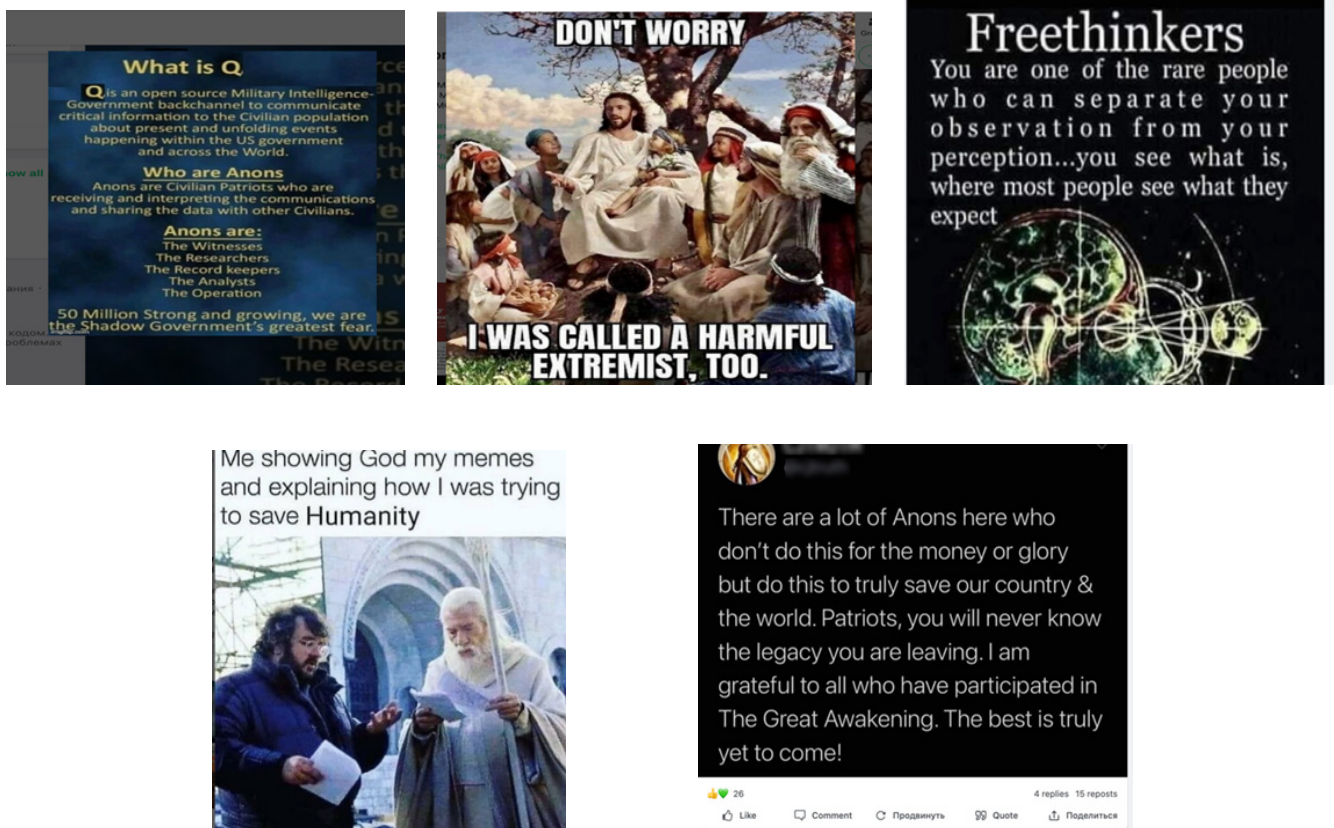 What is Q
Q is an open source Military Intelligence-
Government backchannel to communicate
critical information to the Civilian population
about present and unfolding events
happening within the US government
and across the World.
Who are Anons
Anons are Civilian Patriots who are
receiving and interpreting the communications
and sharing the data with other Civilians.
Anons are:
The Witnesses
The Researchers
The Record keepers
The Analysts
The Operation
50 Million Strong and growing, we are
the Shadow Government's greatest fear.
ow all
The Witn
The Resea
DON'T WORRY
I WAS CALLED A HARMFUL
EXTREMIST, TOO.
Freethinkers
You are one of the rare people
who can separate your
observation from your
perception...you see what is,
where most people see what they
expect
Me showing God my memes
and explaining how I was trying
to save Humanity
There are a lot of Anons here who
don't do this for the money or glory
but do this to truly save our country &
the world. Patriots, you will never know
the legacy you are leaving. I am
grateful to all who have participated in
The Great Awakening. The best is truly
yet to come!
26
4 replies 15 reposts
Like Comment Продвинуть Quote Поделиться